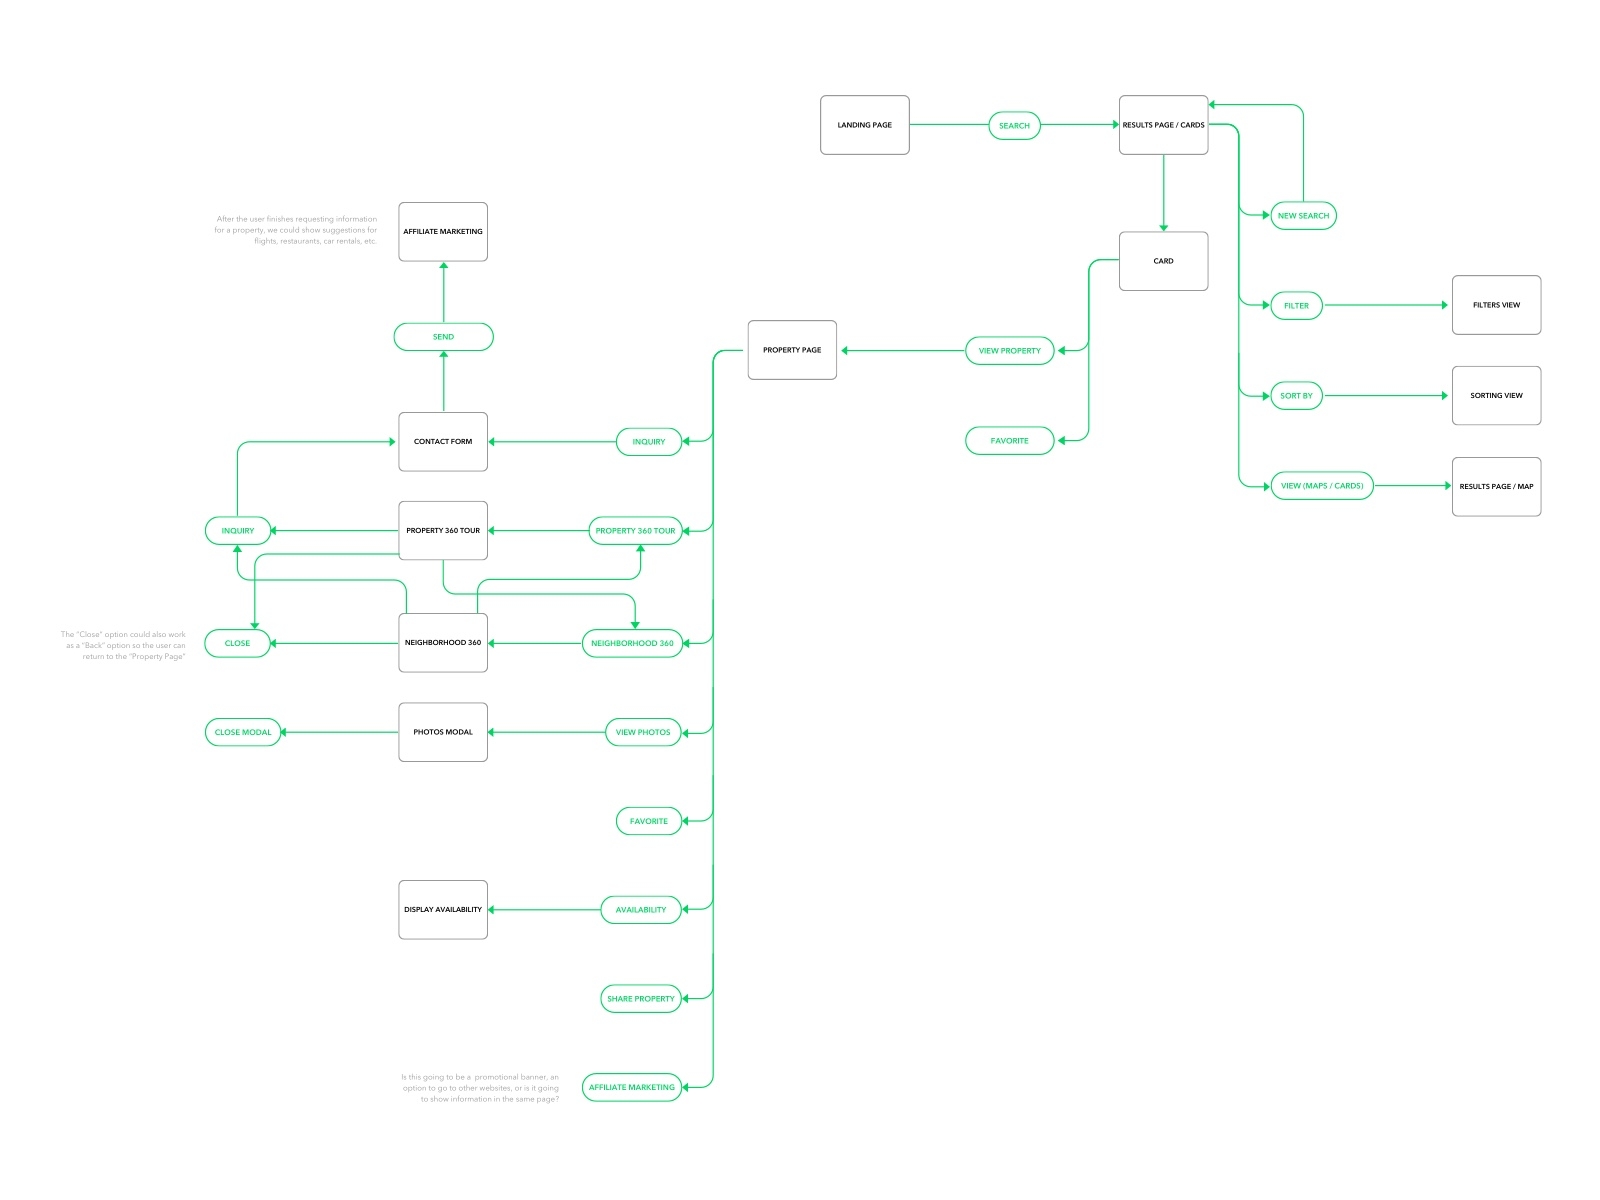 LANDING PAGE
SEARCH
RESULTS PAGE / CARDS
NEW SEARCH
After the user finishes requesting information
for a property, we could show suggestions for
flights, restaurants, car rentals, etc.
AFFILIATE MARKETING
CARD
FILTER
FILTERS VIEW
SEND
PROPERTY PAGE
VIEW PROPERTY
SORT BY
SORTING VIEW
CONTACT FORM
INQUIRY
FAVORITE
VIEW (MAPS / CARDS)
RESULTS PAGE / MAP
INQUIRY
PROPERTY 360 TOUR
PROPERTY 360 TOUR
The "Close" option could also work
as a "Back" option so the user can
return to the "Property Page"
CLOSE
NEIGHBORHOOD 360
NEIGHBORHOOD 360
CLOSE MODAL
PHOTOS MODAL
VIEW PHOTOS
FAVORITE
DISPLAY AVAILABILITY
AVAILABILITY
SHARE PROPERTY
Is this going to be a promotional banner, an
option to go to other websites, or is it going
to show information in the same page?
AFFILIATE MARKETING